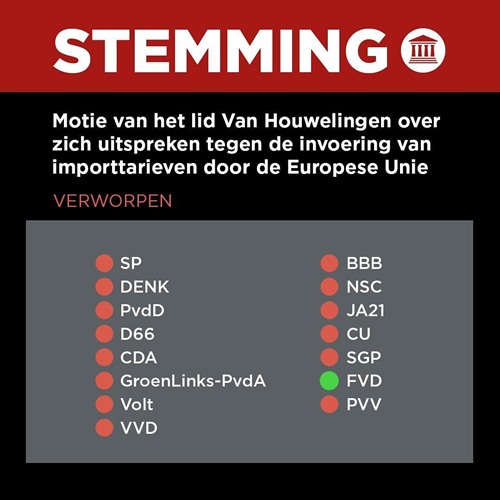 STEMMING
Motie van het lid Van Houwelingen over
zich uitspreken tegen de invoering van
importtarieven door de Europese Unie
VERWORPEN
SP
DENK
PvdD
D66
CDA
GroenLinks-PvdA
Volt
VVD
BBB
NSC
JA21
CU
SGP
FVD
PVV